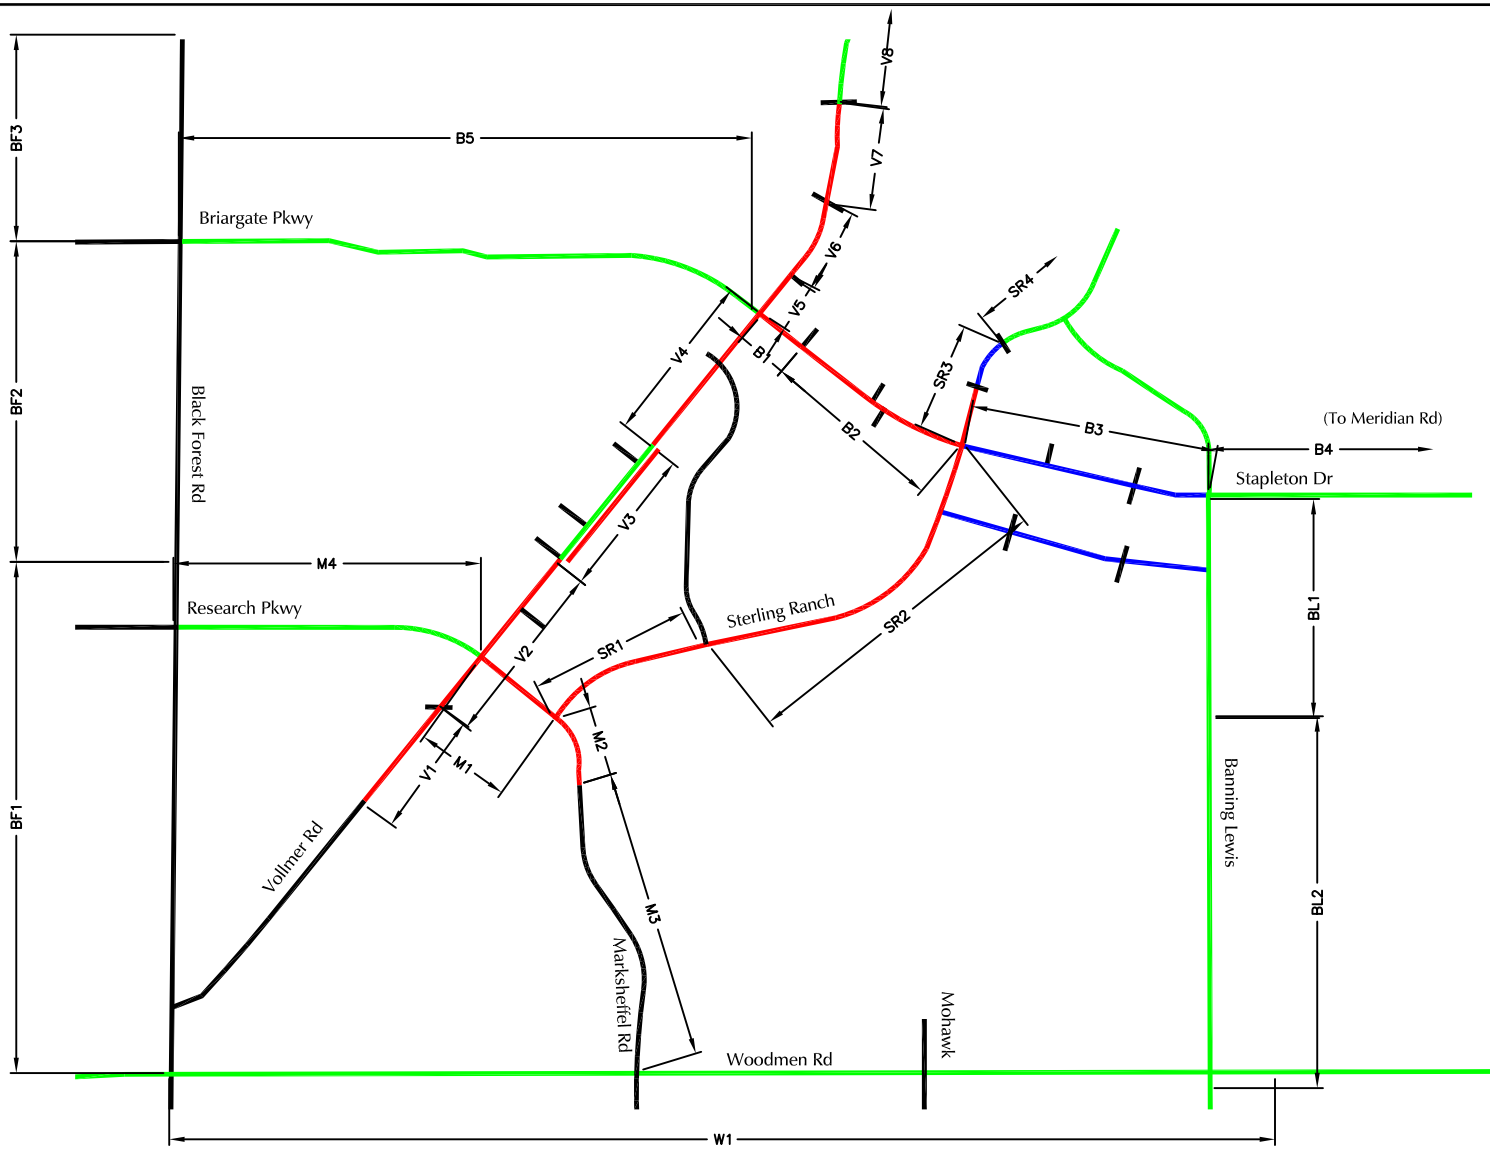 V8
BF3
B5
V7
Briargate Pkwy
V6
SR4
V5
V4
B1
SR3
BF2
Black Forest Rd
B2
B3
(To Meridian Rd)
B4
Stapleton Dr
V3
M4
Research Pkwy
Sterling Ranch
BL1
SR2
SR1
V2
M2
M1
V1
BF1
Banning Lewis
Vollmer Rd
M3
BL2
Marksheffel Rd
Mohawk
Woodmen Rd
W1